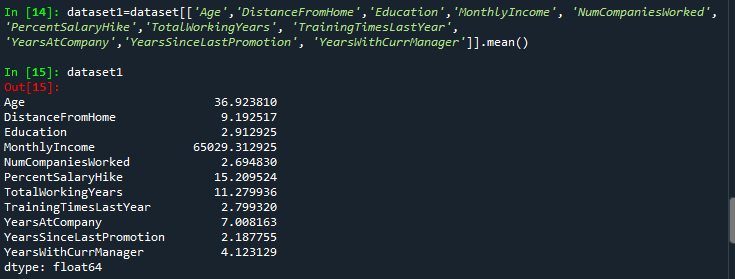 In [14]: dataset1=dataset[['Age','DistanceFromHome','Education','MonthlyIncome', 'NumCompaniesWorked',
'PercentSalaryHike','TotalWorkingYears', 'TrainingTimesLastYear',
'YearsAtCompany','YearsSinceLastPromotion', 'YearsWithCurrManager']].mean()
In [15]: dataset1
Out[15]:
Age 36.923810
DistanceFromHome 9.192517
Education 2.912925
MonthlyIncome 65029.312925
NumCompaniesWorked 2.694830
PercentSalaryHike 15.209524
TotalWorkingYears 11.279936
TrainingTimesLastYear 2.799320
YearsAtCompany 7.008163
YearsSinceLastPromotion 2.187755
YearsWithCurrManager 4.123129
dtype: float64